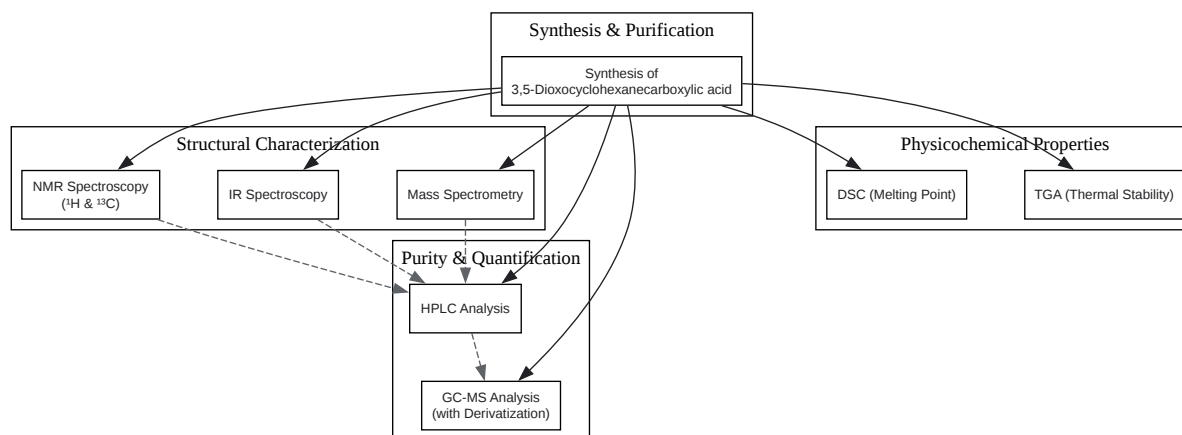 Synthesis & Purification
Synthesis of
3,5-Dioxocyclohexanecarboxylic acid
Structural Characterization
NMR Spectroscopy
(¹H & ¹³C)
IR Spectroscopy
Mass Spectrometry
Physicochemical Properties
DSC (Melting Point)
TGA (Thermal Stability)
Purity & Quantification
HPLC Analysis
GC-MS Analysis
(with Derivatization)